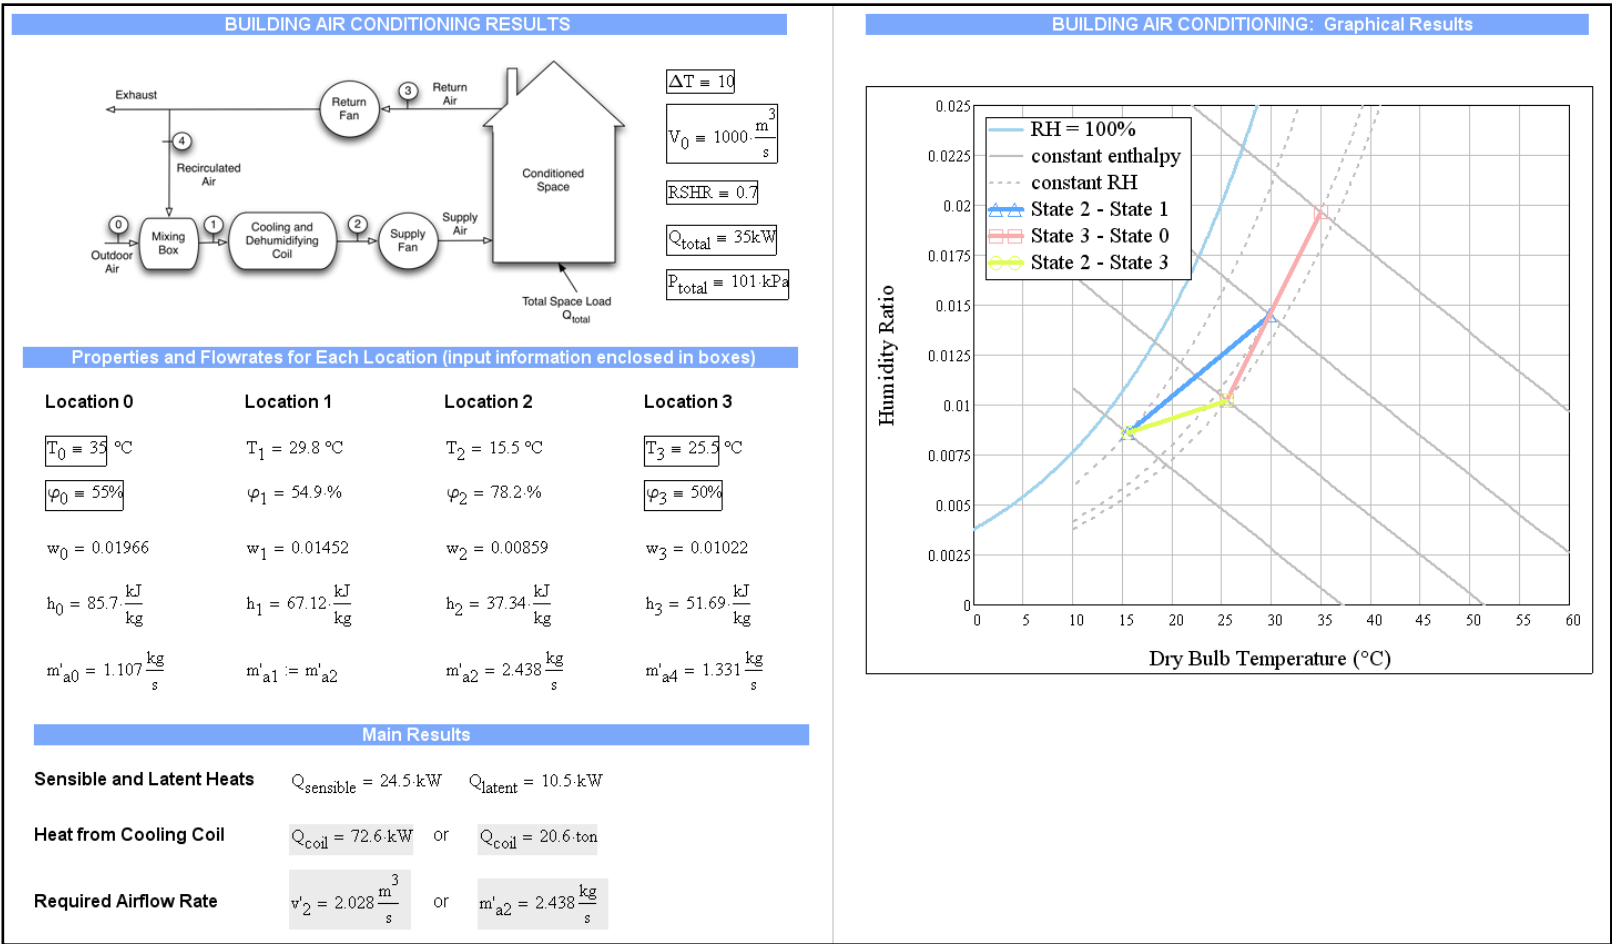 BUILDING AIR CONDITIONING RESULTS
Exhaust
Return
Fan
3
Return
Air
4
Recirculated
Air
Conditioned
Space
0
Outdoor
Air
Mixing
Box
1
Cooling and
Dehumidifying
Coil
2
Supply
Fan
Supply
Air
Total Space Load
Qtotal
ΔT ≡ 10
V0 ≡ 1000·m^3/s
RSHR ≡ 0.7
Qtotal ≡ 35kW
Ptotal ≡ 101·kPa
Properties and Flowrates for Each Location (input information enclosed in boxes)
Location 0 Location 1 Location 2 Location 3
T0 ≡ 35 °C T1 = 29.8 °C T2 = 15.5 °C T3 ≡ 25.5 °C
φ0 ≡ 55% φ1 = 54.9·% φ2 = 78.2·% φ3 ≡ 50%
w0 = 0.01966 w1 = 0.01452 w2 = 0.00859 w3 = 0.01022
h0 = 85.7·kJ/kg h1 = 67.12·kJ/kg h2 = 37.34·kJ/kg h3 = 51.69·kJ/kg
m'a0 = 1.107 kg/s m'a1 := m'a2 m'a2 = 2.438 kg/s m'a4 = 1.331 kg/s
Main Results
Sensible and Latent Heats Qsensible = 24.5·kW Qlatent = 10.5·kW
Heat from Cooling Coil Qcoil = 72.6·kW or Qcoil = 20.6·ton
Required Airflow Rate v'2 = 2.028 m^3/s or m'a2 = 2.438 kg/s
BUILDING AIR CONDITIONING: Graphical Results
RH = 100%
constant enthalpy
constant RH
State 2 - State 1
State 3 - State 0
State 2 - State 3
Humidity Ratio
0.025
0.0225
0.02
0.0175
0.015
0.0125
0.01
0.0075
0.005
0.0025
0
0 5 10 15 20 25 30 35 40 45 50 55 60
Dry Bulb Temperature (°C)